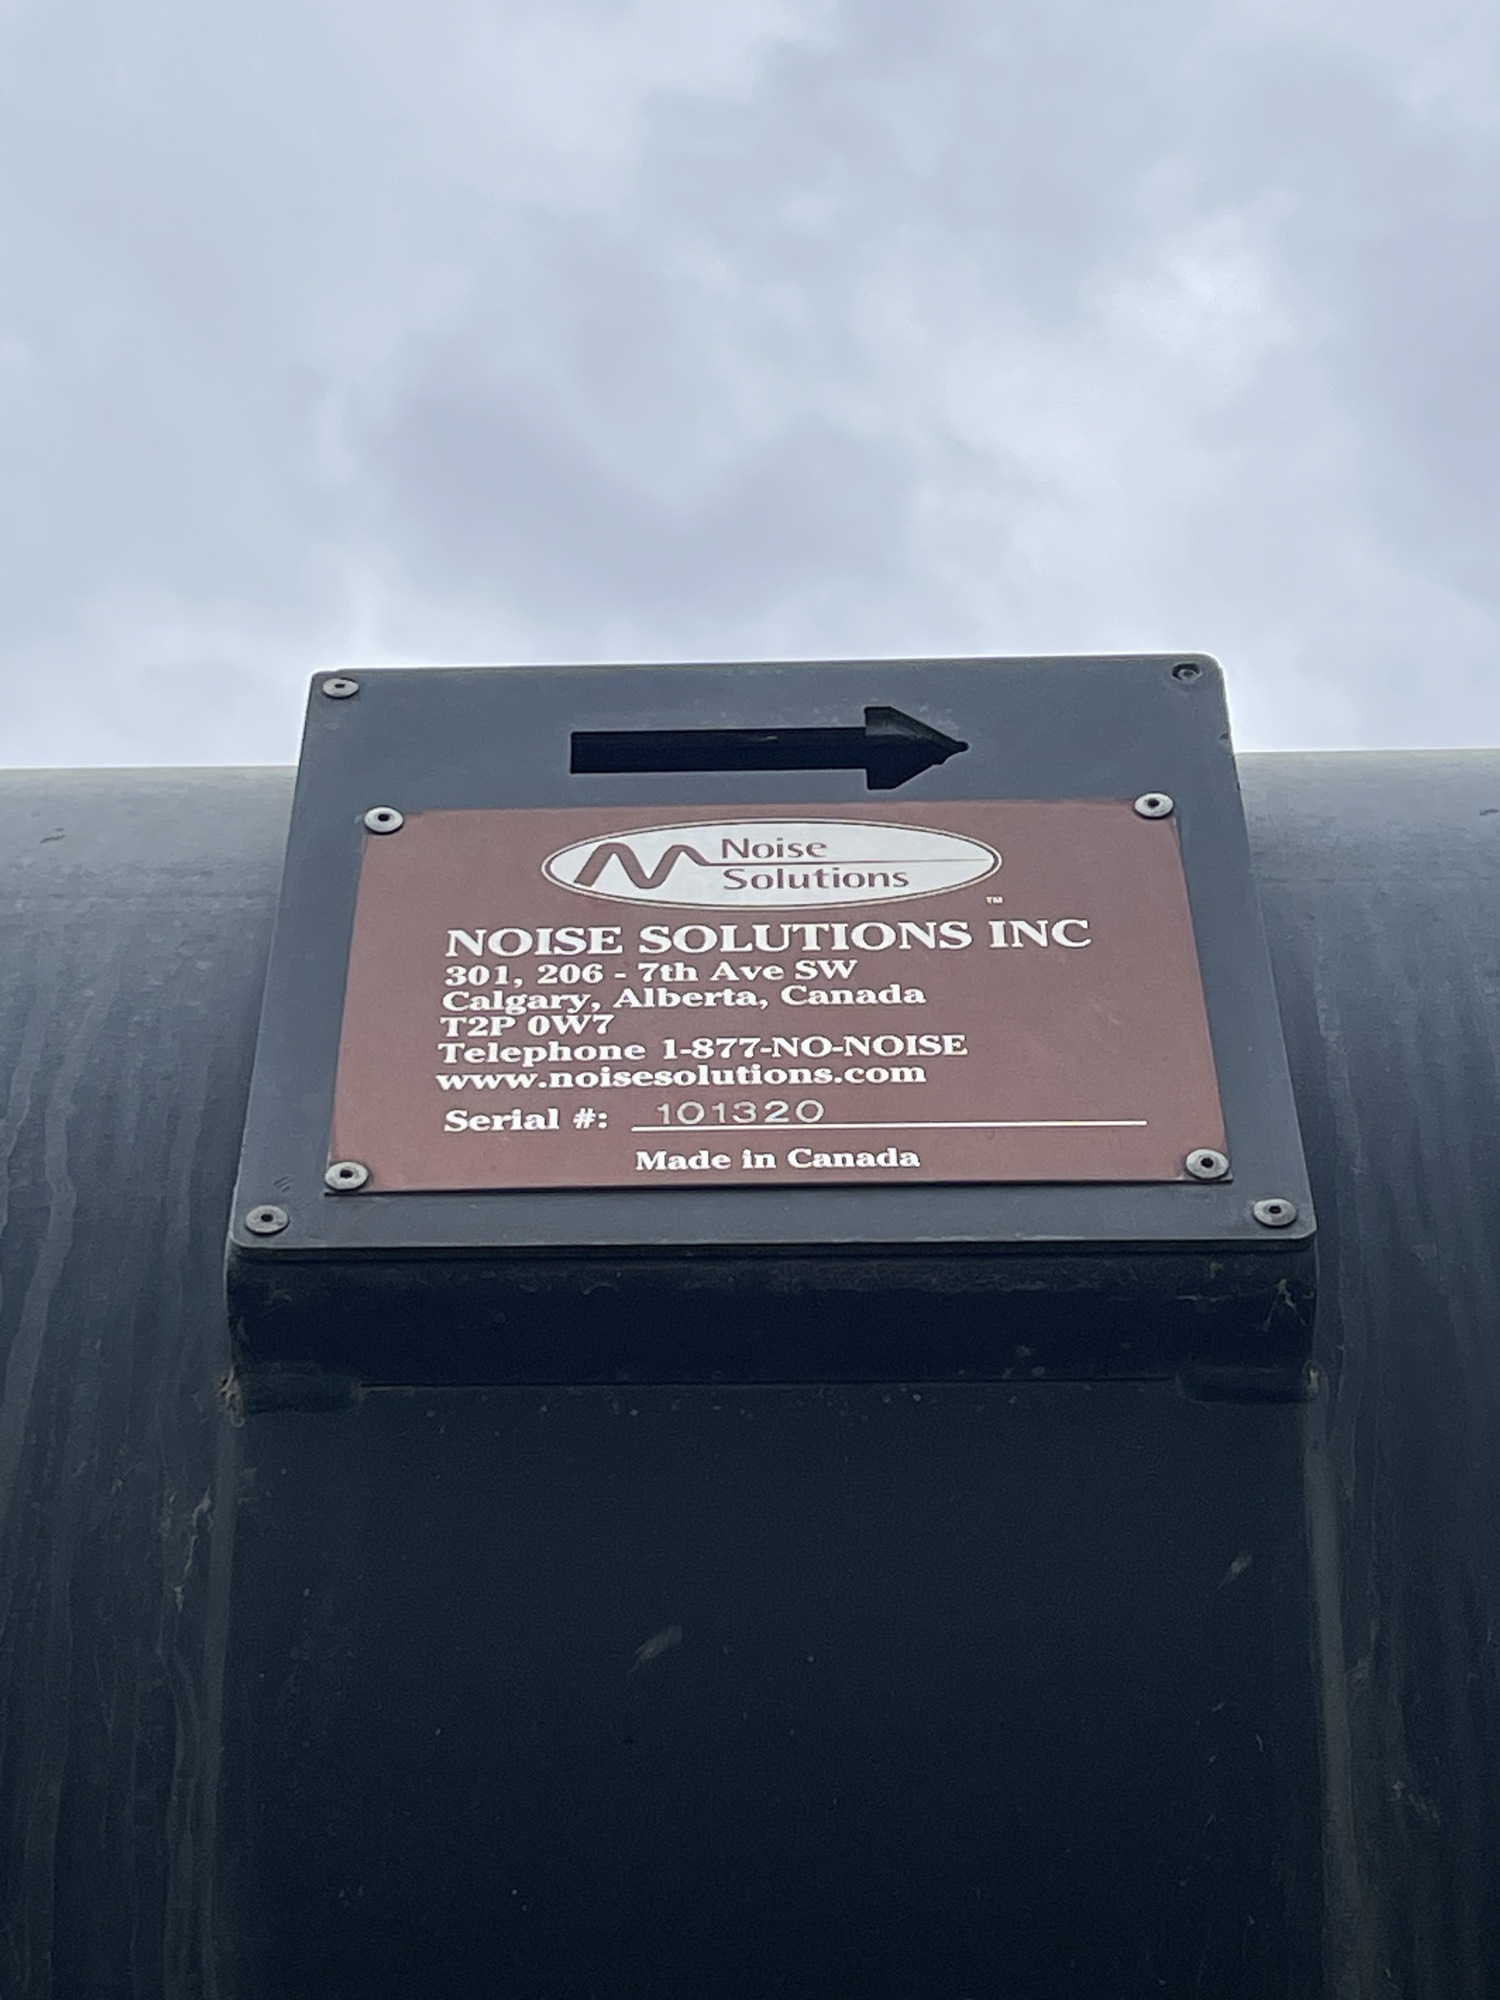 Noise
Solutions
™
NOISE SOLUTIONS INC
301, 206 - 7th Ave SW
Calgary, Alberta, Canada
T2P 0W7
Telephone 1-877-NO-NOISE
www.noisesolutions.com
Serial #: 101320
Made in Canada